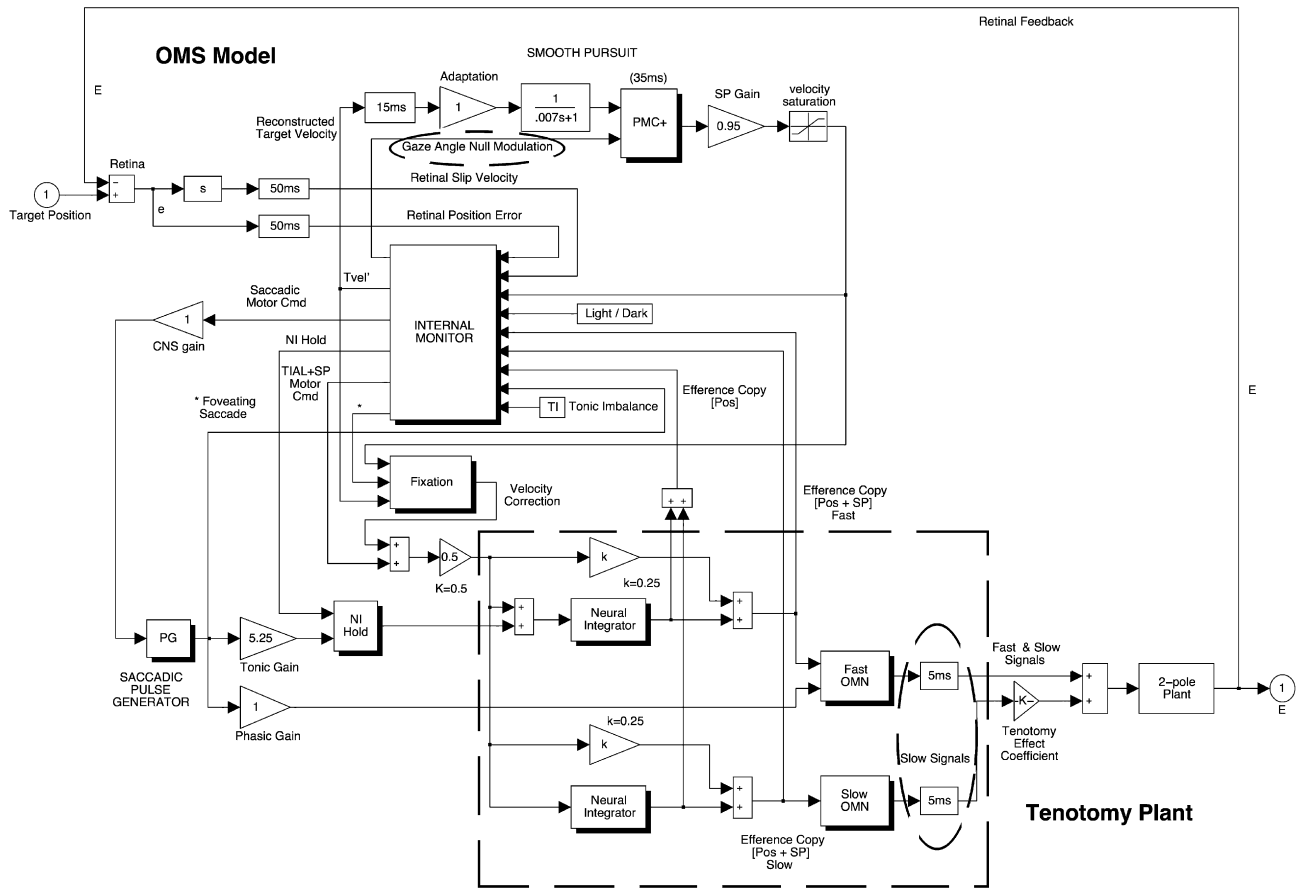 Retinal Feedback
OMS Model
SMOOTH PURSUIT
E
Adaptation
(35ms)
SP Gain
velocity
saturation
15ms
1
1
.007s+1
PMC+
0.95
Reconstructed
Target Velocity
Gaze Angle Null Modulation
Retina
−
+
1
Target Position
s
50ms
Retinal Slip Velocity
e
50ms
Retinal Position Error
Tvel'
Saccadic
Motor Cmd
1
CNS gain
INTERNAL
MONITOR
Light / Dark
NI Hold
TIAL+SP
Motor
Cmd
* Foveating
Saccade
*
TI
Tonic Imbalance
Efference Copy
[Pos]
E
Fixation
Velocity
Correction
+ +
Efference Copy
[Pos + SP]
Fast
+
+
0.5
K=0.5
k
k=0.25
+
+
Neural
Integrator
+
+
PG
SACCADIC
PULSE
GENERATOR
5.25
Tonic Gain
NI
Hold
1
Phasic Gain
Fast
OMN
5ms
Fast & Slow
Signals
-K-
Tenotomy
Effect
Coefficient
+
+
2−pole
Plant
1
E
k=0.25
k
Slow Signals
Neural
Integrator
+
+
Slow
OMN
5ms
Efference Copy
[Pos + SP]
Slow
Tenotomy Plant